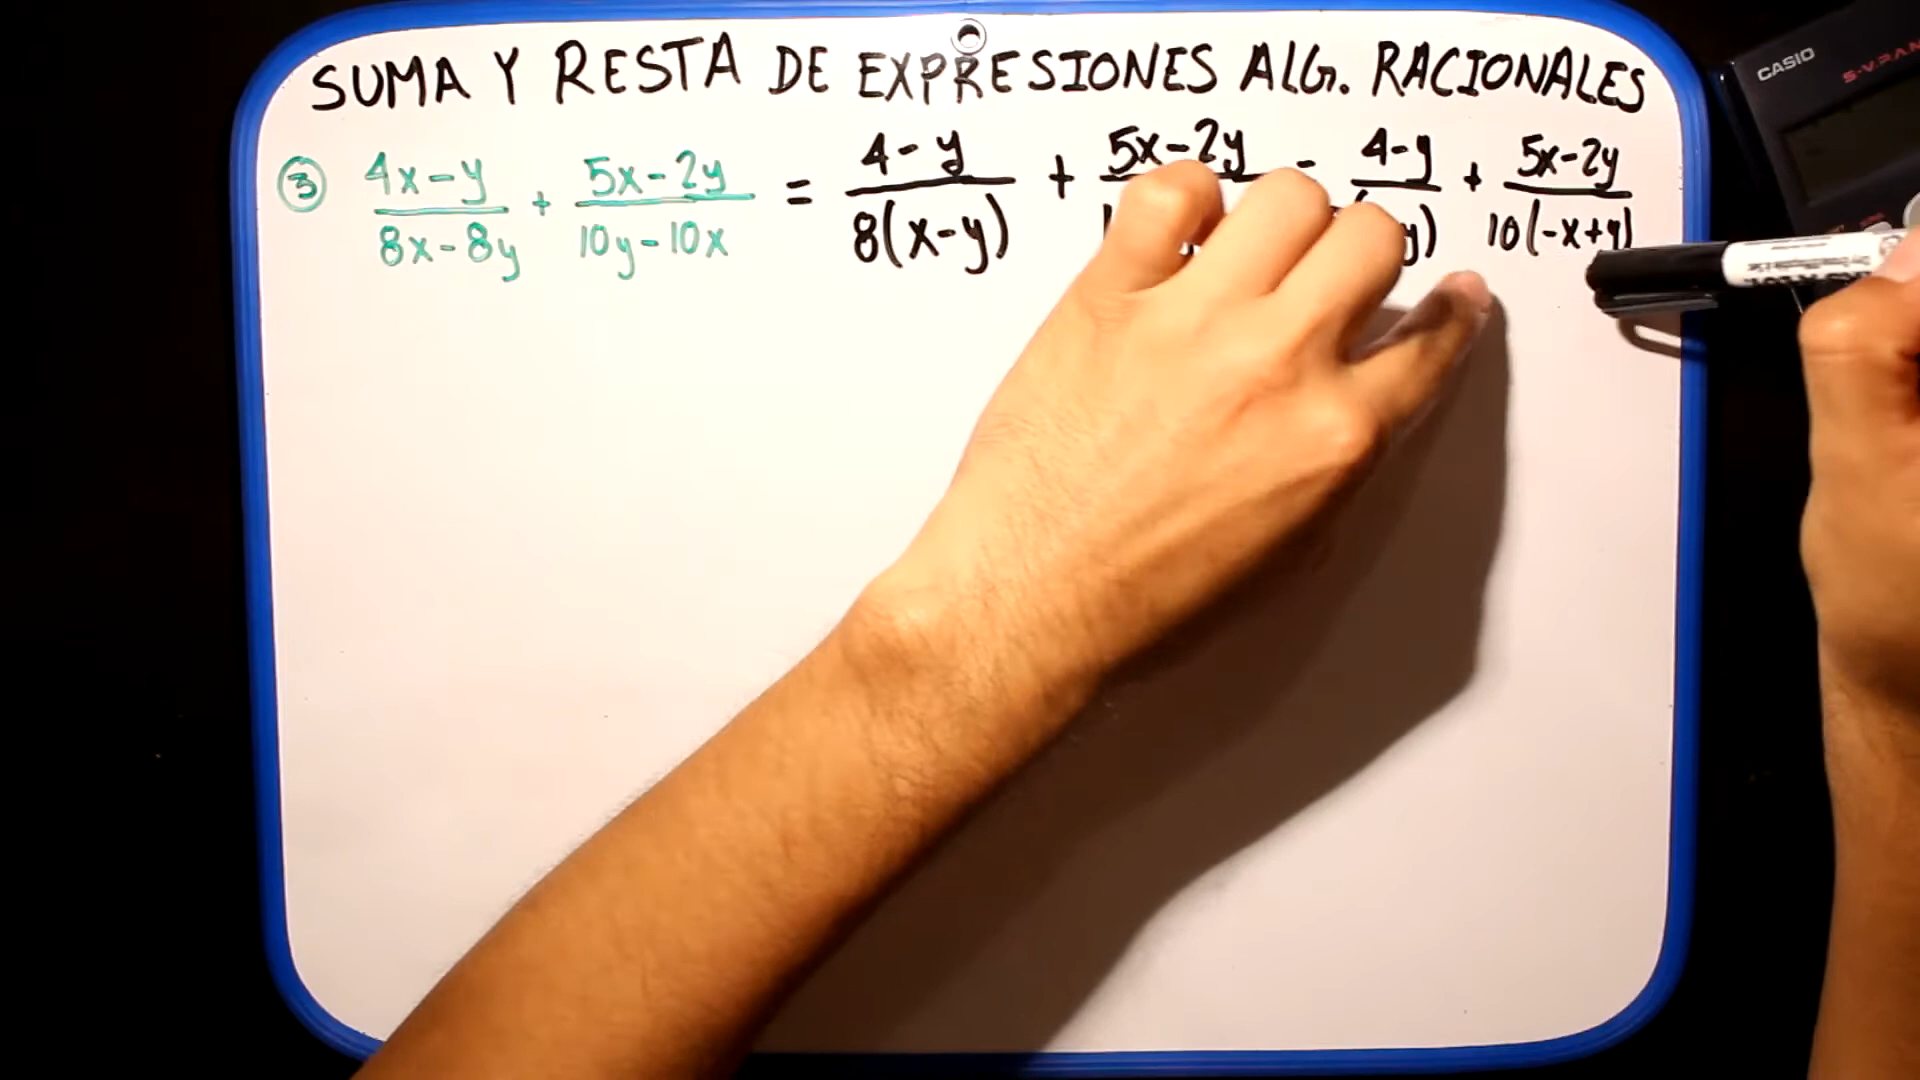 SUMA Y RESTA DE EXPRESIONES ALG. RACIONALES
③ 4x-y/8x-8y + 5x-2y/10y-10x = 4-y/8(x-y) + 5x-2y = 4-y/y) + 5x-2y/10(-x+y)
CASIO